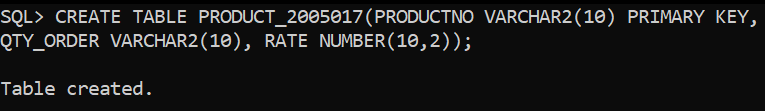 SQL> CREATE TABLE PRODUCT_2005017(PRODUCTNO VARCHAR2(10) PRIMARY KEY,
QTY_ORDER VARCHAR2(10), RATE NUMBER(10,2));
Table created.